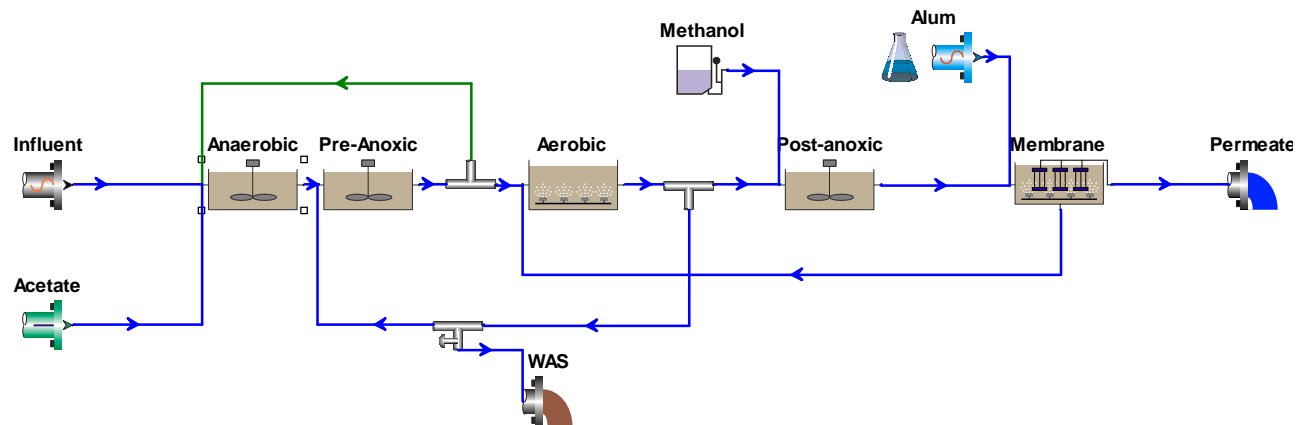 Methanol
Alum
Influent
Anaerobic
Pre-Anoxic
Aerobic
Post-anoxic
Membrane
Permeate
Acetate
WAS